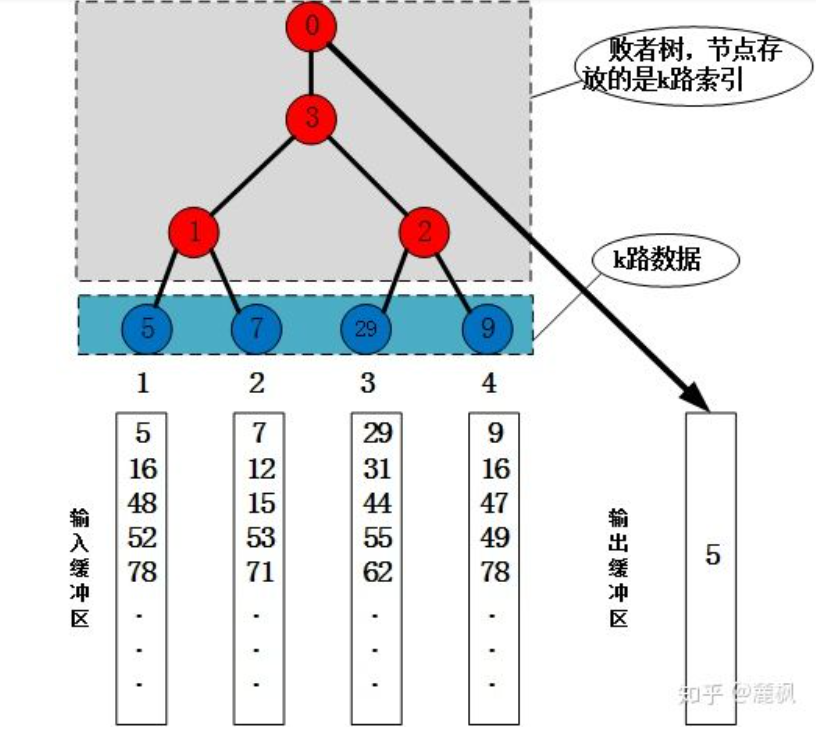 0
败者树，节点存
放的是k路索引
3
1
2
k路数据
5 7 29 9
1 2 3 4
5 7 29 9
16 12 31 16
48 15 44 47
52 53 55 49
78 71 62 78
. . . .
. . . .
. . . .
输入缓冲区
输出缓冲区
5
知乎 @麓枫